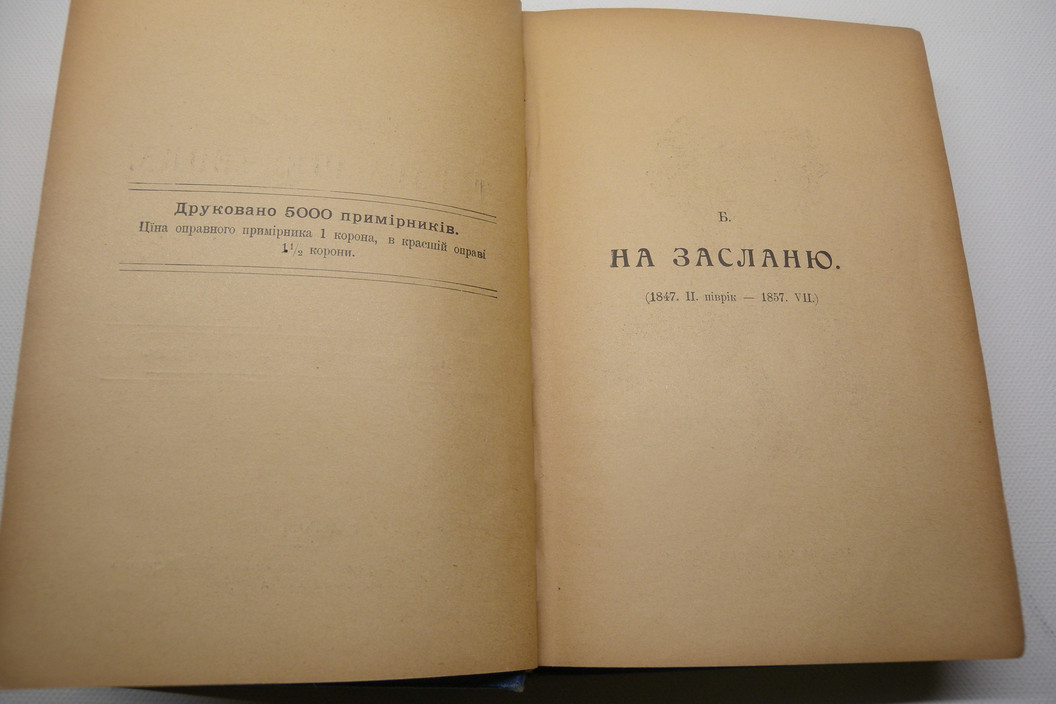 Друковано 5000 примірників.
Ціна оправного примірника 1 корона, в красшій оправі
1½ корони.
Б.
НА ЗАСЛАНЮ.
(1847. II. піврік — 1857. VII.)